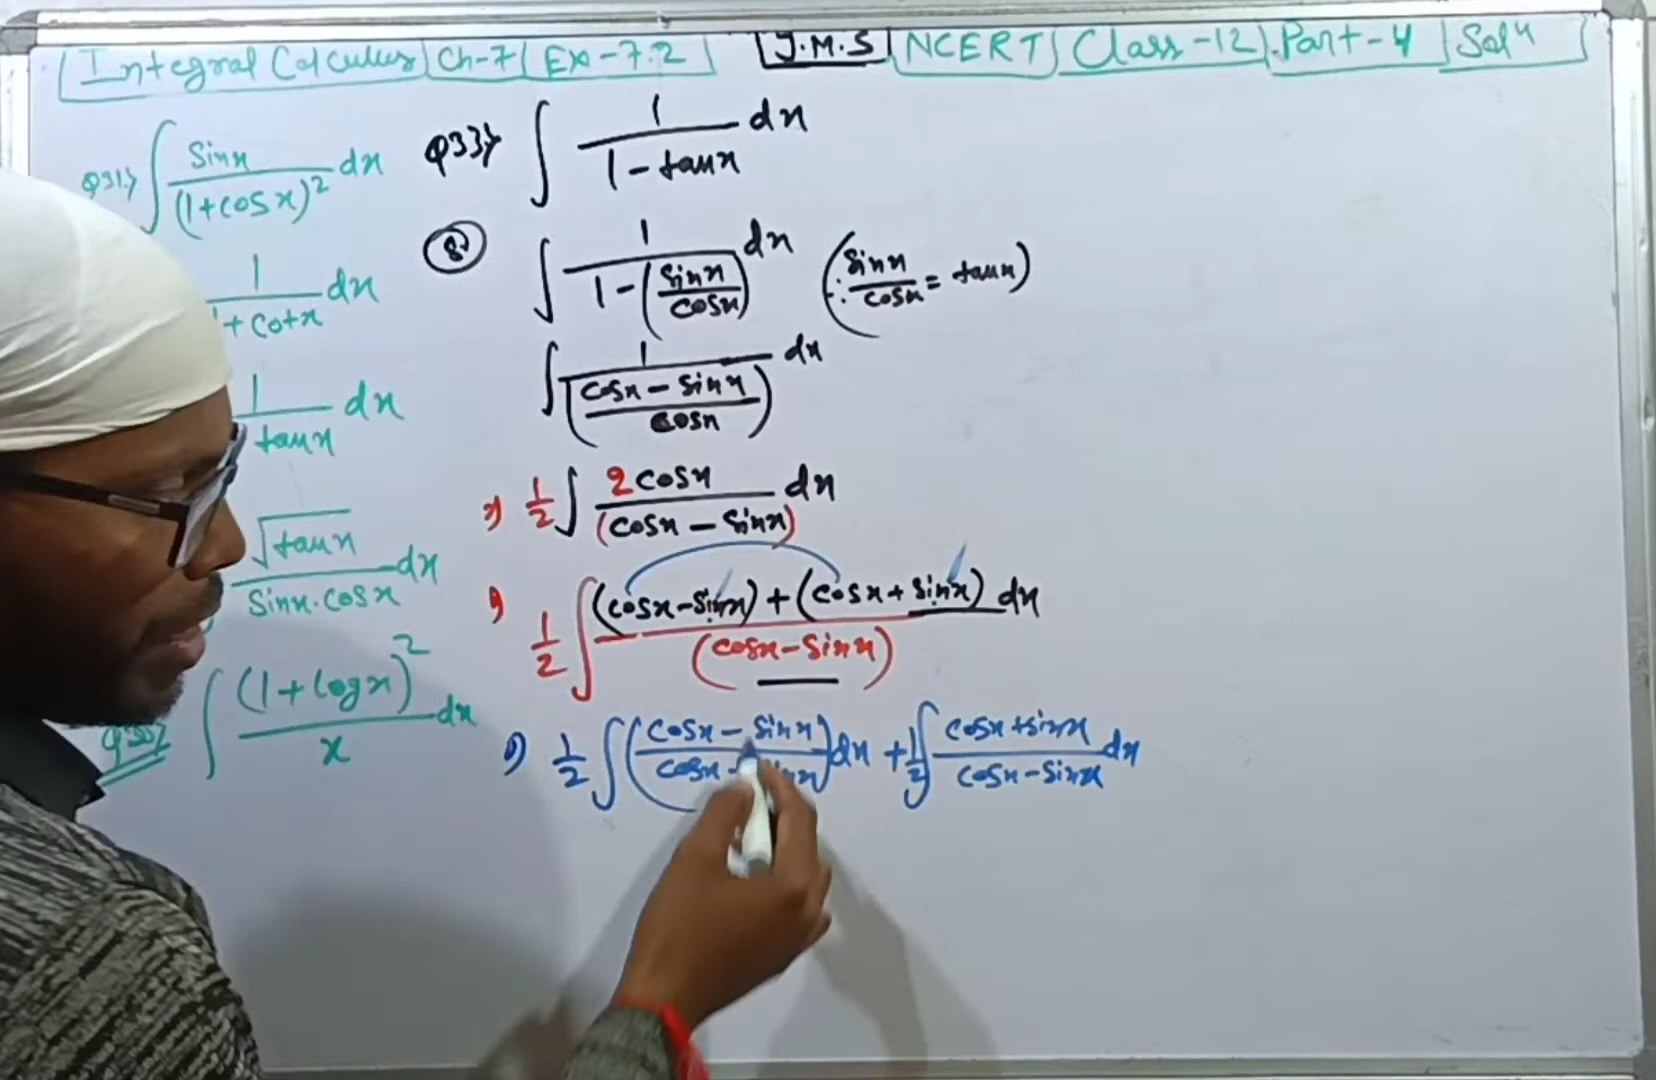 Integral Calculus Ch-7 Ex-7.2 J.M.S NCERT Class-12 Part-4 Sol⁴
Q31) ∫ sinx/(1+cosx)² dx
1/(1+cotx) dx
1/tanx dx
√tanx/(sinx.cosx) dx
∫ (1+logx)²/x dx
Q33) ∫ 1/(1-tanx) dx
∫ 1/(1-(sinx/cosx)) dx (∵ sinx/cosx = tanx)
∫ 1/((cosx-sinx)/cosx) dx
⇒ 1/2 ∫ 2cosx/(cosx-sinx) dx
⇒ 1/2 ∫ ((cosx-sinx)+(cosx+sinx))/(cosx-sinx) dx
⇒ 1/2 ∫ ((cosx-sinx)/(cosx-sinx)) dx + 1/2 ∫ (cosx+sinx)/(cosx-sinx) dx